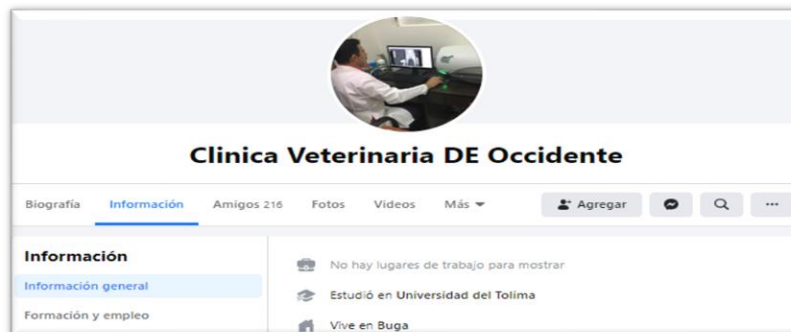 Clinica Veterinaria DE Occidente
Biografía Información Amigos 216 Fotos Videos Más Agregar
Información
No hay lugares de trabajo para mostrar
Información general
Estudió en Universidad del Tolima
Formación y empleo
Vive en Buga